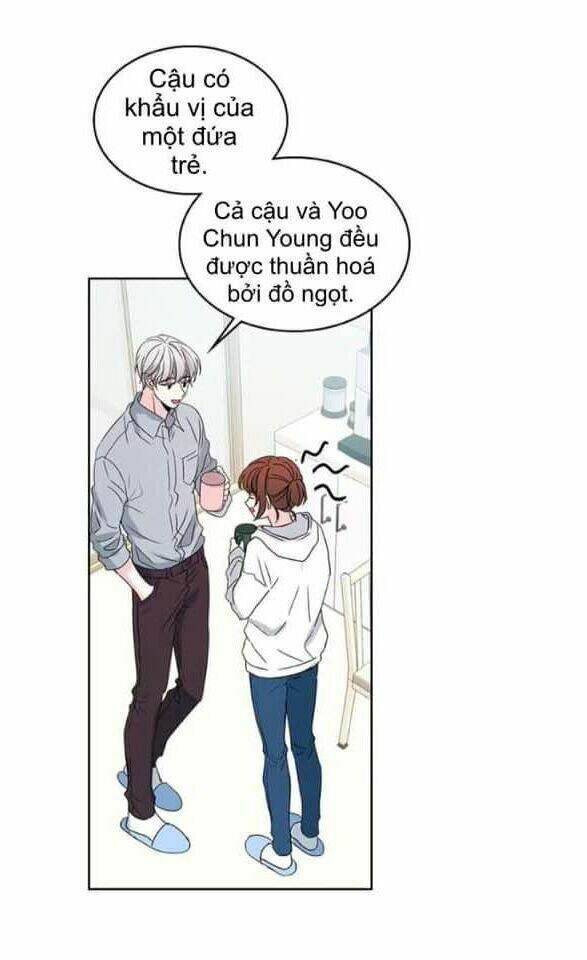 Cậu có
khẩu vị của
một đứa
trẻ.
Cả cậu và Yoo
Chun Young đều
được thuần hoá
bởi đồ ngọt.